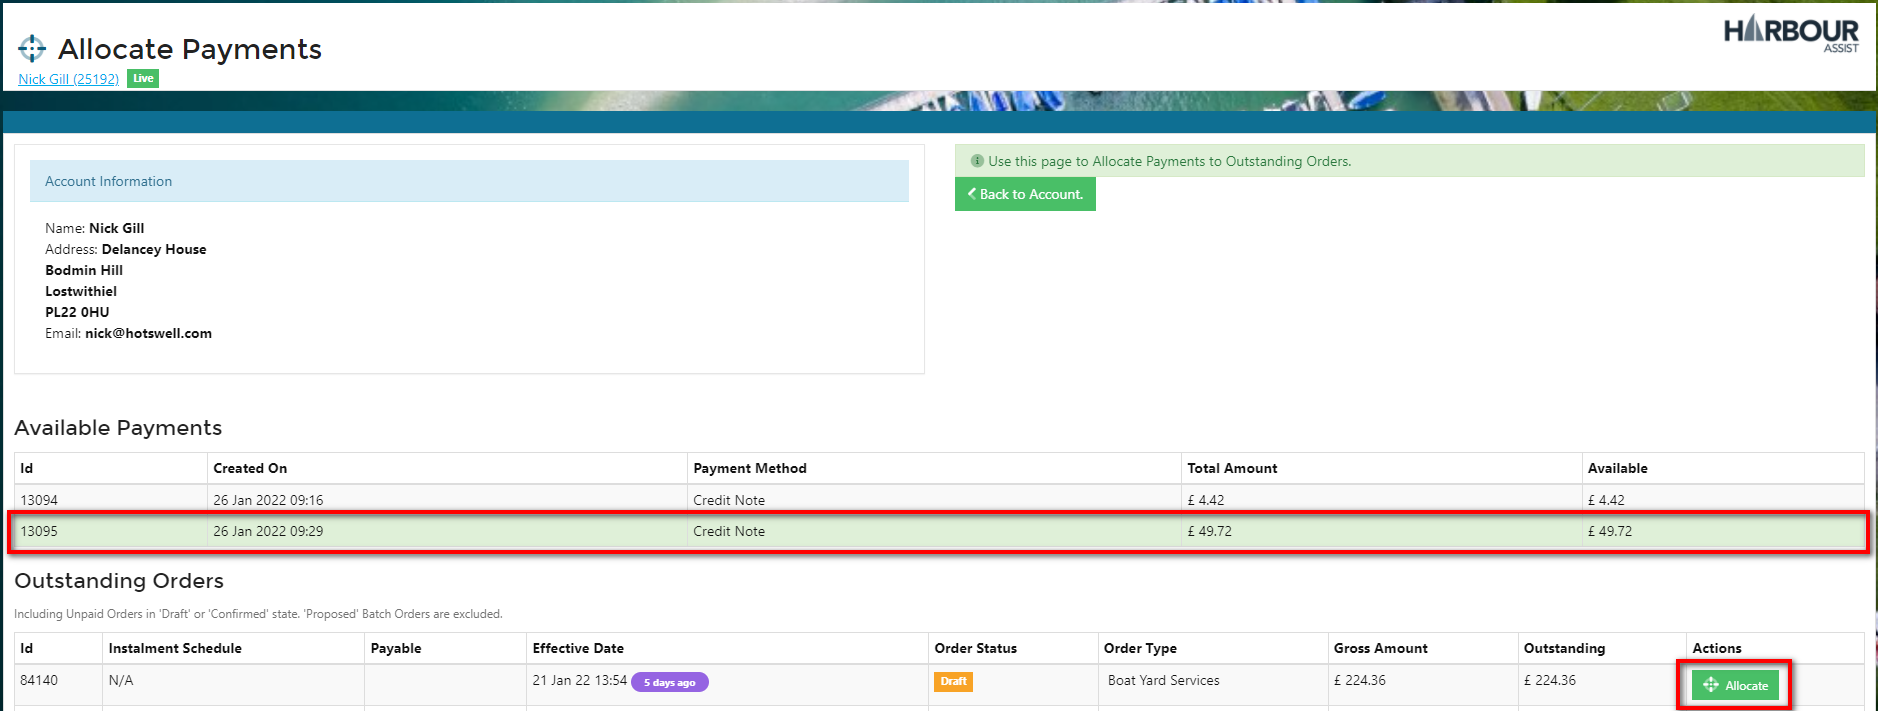 HARBOUR
ASSIST
Allocate Payments
Nick Gill (25192) Live
Account Information
Name: Nick Gill
Address: Delancey House
Bodmin Hill
Lostwithiel
PL22 0HU
Email: nick@hotswell.com
Use this page to Allocate Payments to Outstanding Orders.
Back to Account.
Available Payments
Id Created On Payment Method Total Amount Available
13094 26 Jan 2022 09:16 Credit Note £ 4.42 £ 4.42
13095 26 Jan 2022 09:29 Credit Note £ 49.72 £ 49.72
Outstanding Orders
Including Unpaid Orders in 'Draft' or 'Confirmed' state. 'Proposed' Batch Orders are excluded.
Id Instalment Schedule Payable Effective Date Order Status Order Type Gross Amount Outstanding Actions
84140 N/A 21 Jan 22 13:54 5 days ago Draft Boat Yard Services £ 224.36 £ 224.36 Allocate